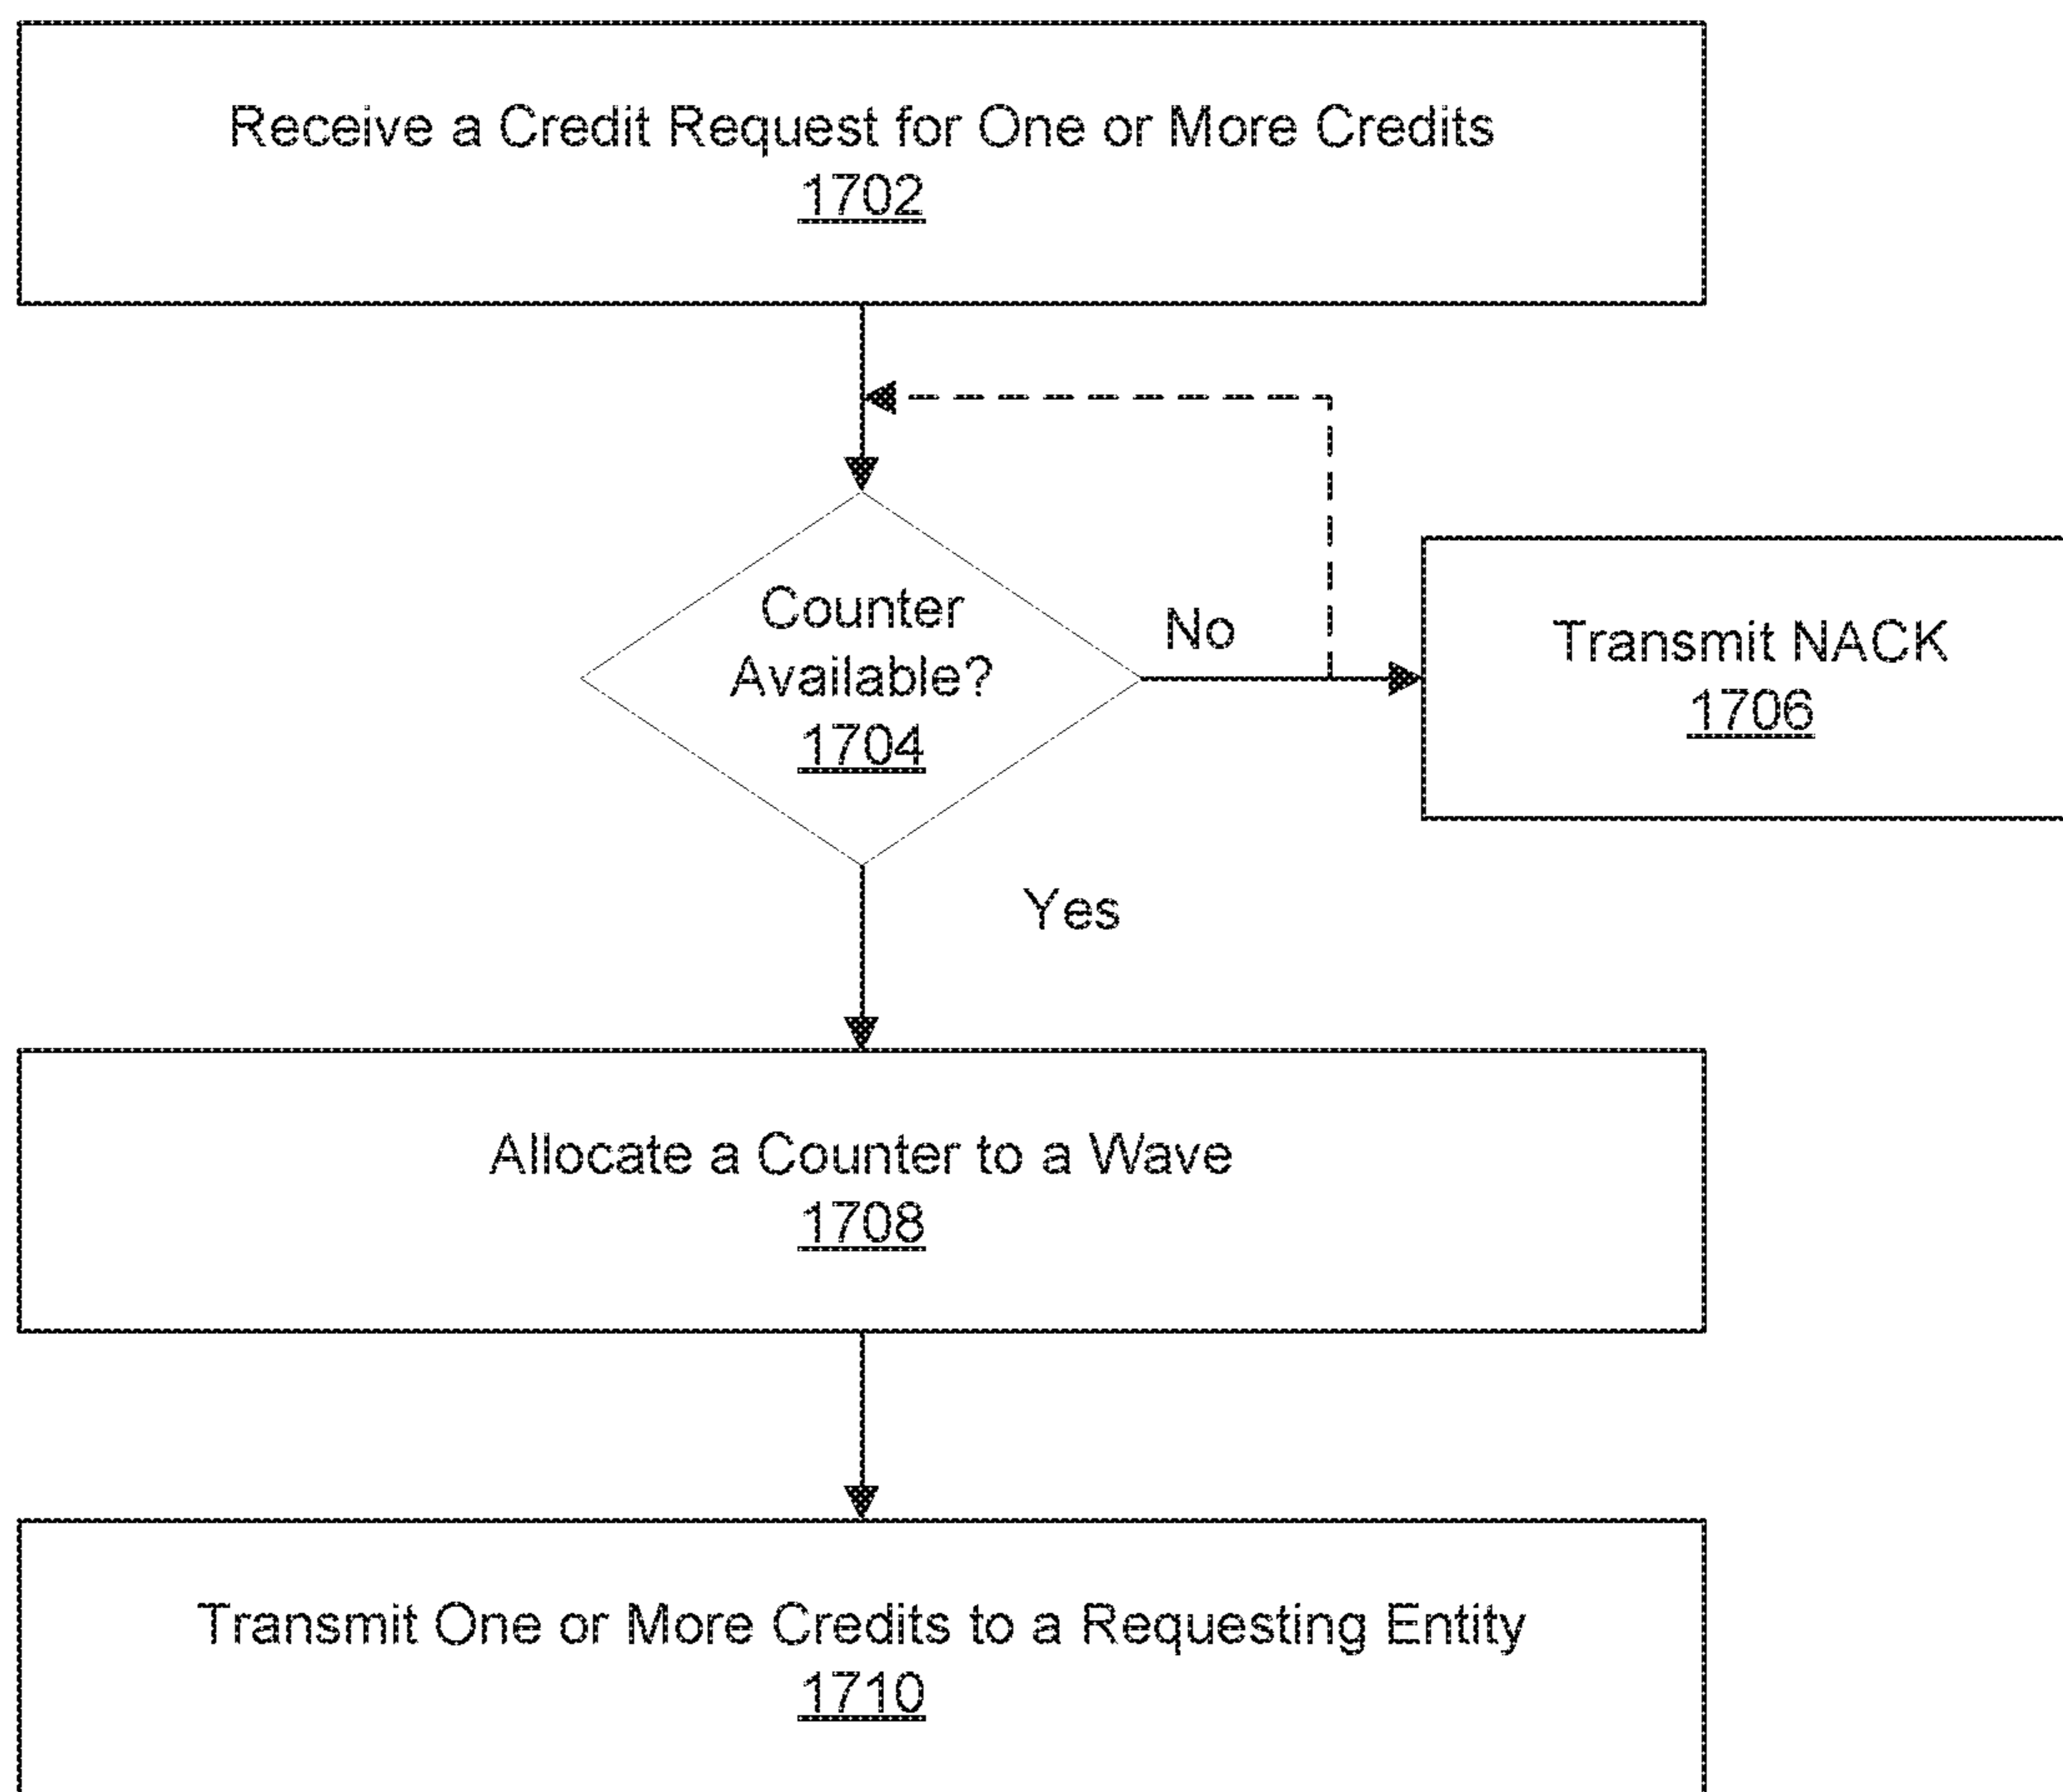 Receive a Credit Request for One or More Credits
1702
Counter
Available?
1704
No
Transmit NACK
1706
Yes
Allocate a Counter to a Wave
1708
Transmit One or More Credits to a Requesting Entity
1710